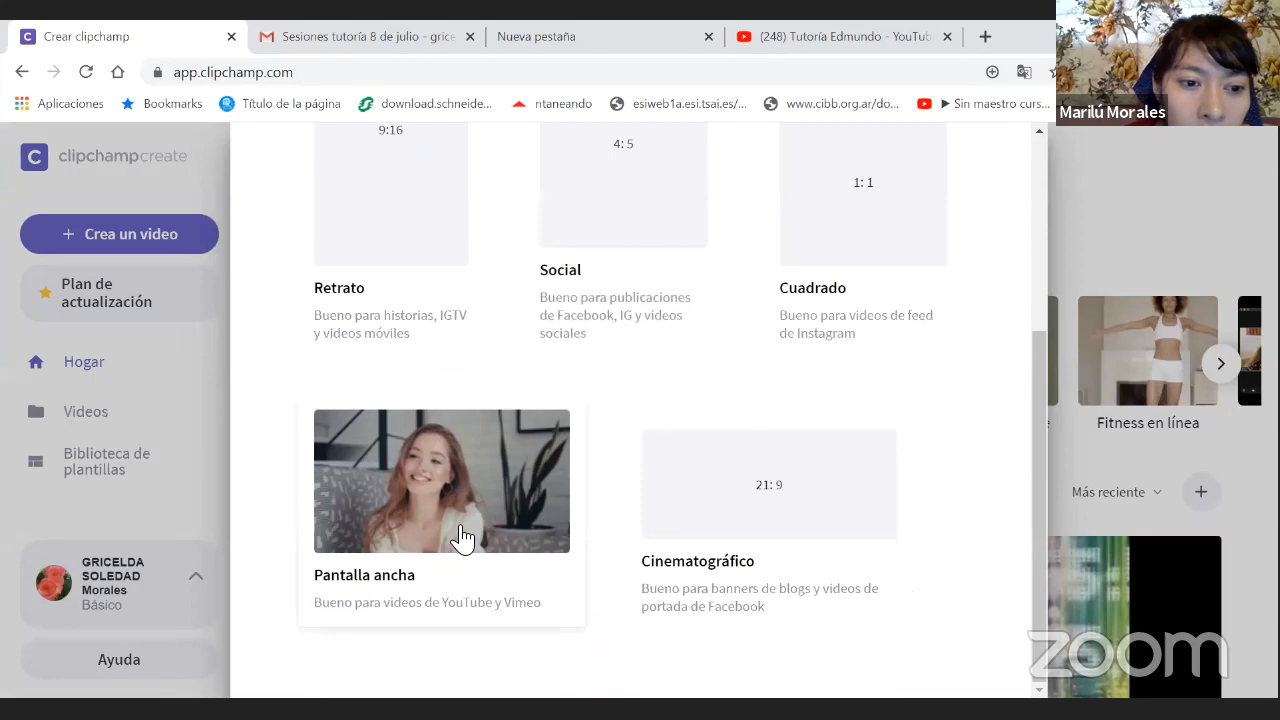 Crear clipchamp
Sesiones tutoria 8 de julio - grice
Nueva pestaña
(248) Tutoría Edmundo - YouTube
app.clipchamp.com
Aplicaciones
Bookmarks
Título de la página
download.schneide...
ntaneando
esiweb1a.esi.tsai.es/...
www.cibb.org.ar/do...
Sin maestro curs...
Marilú Morales
C clipchampcreate
+ Crea un video
Plan de
actualización
Hogar
Videos
Biblioteca de
plantillas
GRICELDA
SOLEDAD
Morales
Básico
Ayuda
9:16
4: 5
1: 1
Retrato
Bueno para historias, IGTV
y videos móviles
Social
Bueno para publicaciones
de Facebook, IG y videos
sociales
Cuadrado
Bueno para videos de feed
de Instagram
Pantalla ancha
Bueno para videos de YouTube y Vimeo
21: 9
Cinematográfico
Bueno para banners de blogs y videos de
portada de Facebook
Fitness en línea
Más reciente
zoom